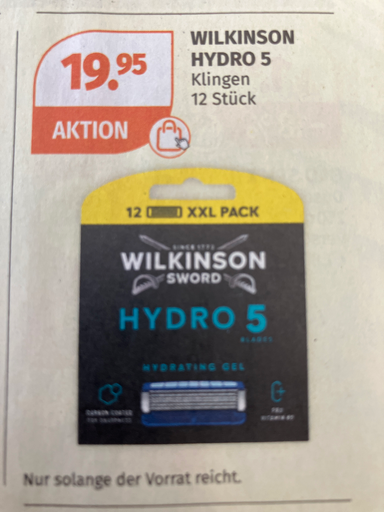 19.95
AKTION
WILKINSON
HYDRO 5
Klingen
12 Stück
12 XXL PACK
SINCE 1772
WILKINSON
SWORD
HYDRO 5
BLADES
HYDRATING GEL
Nur solange der Vorrat reicht.